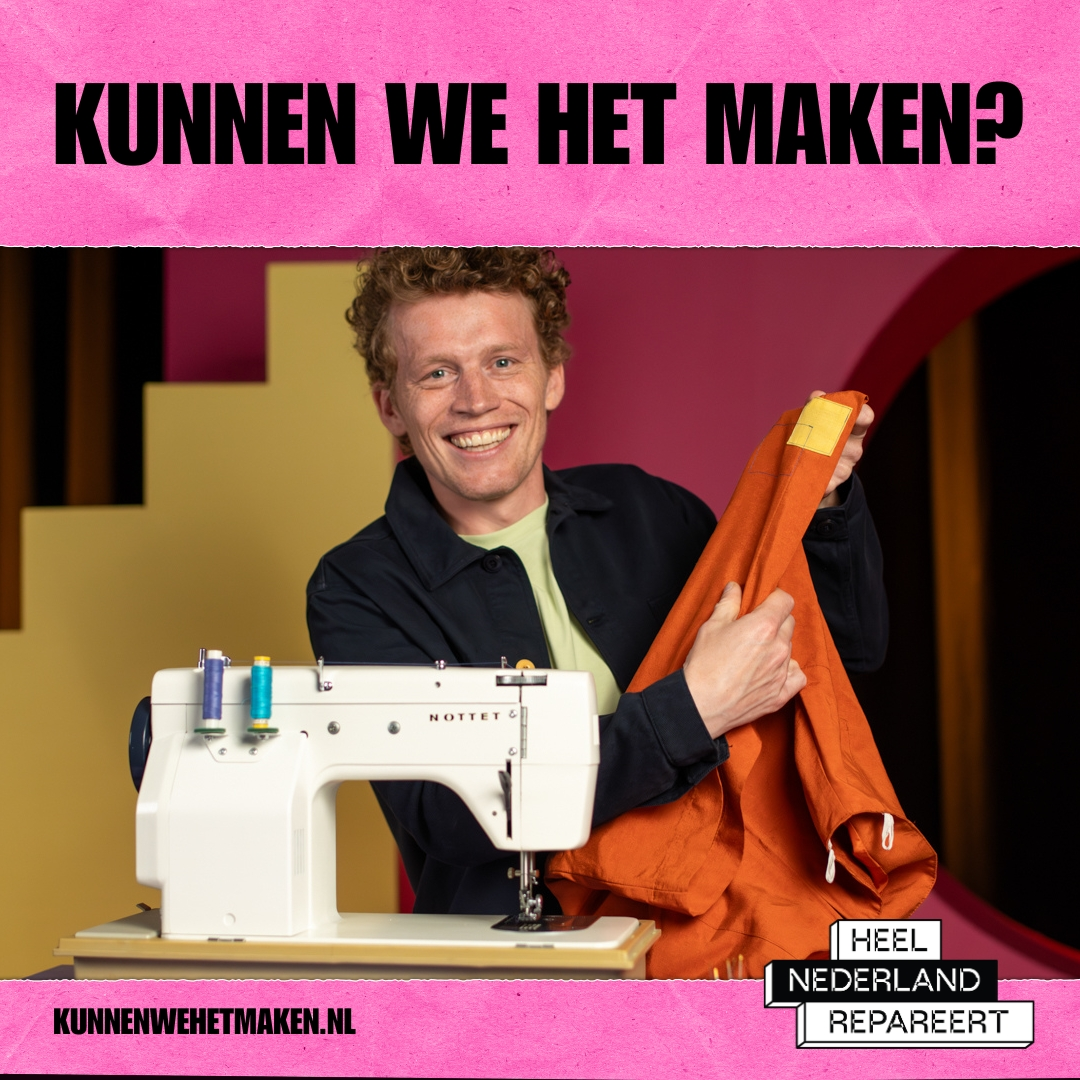 KUNNEN WE HET MAKEN?
NOTTET
HEEL
NEDERLAND
REPAREERT
KUNNENWEHETMAKEN.NL